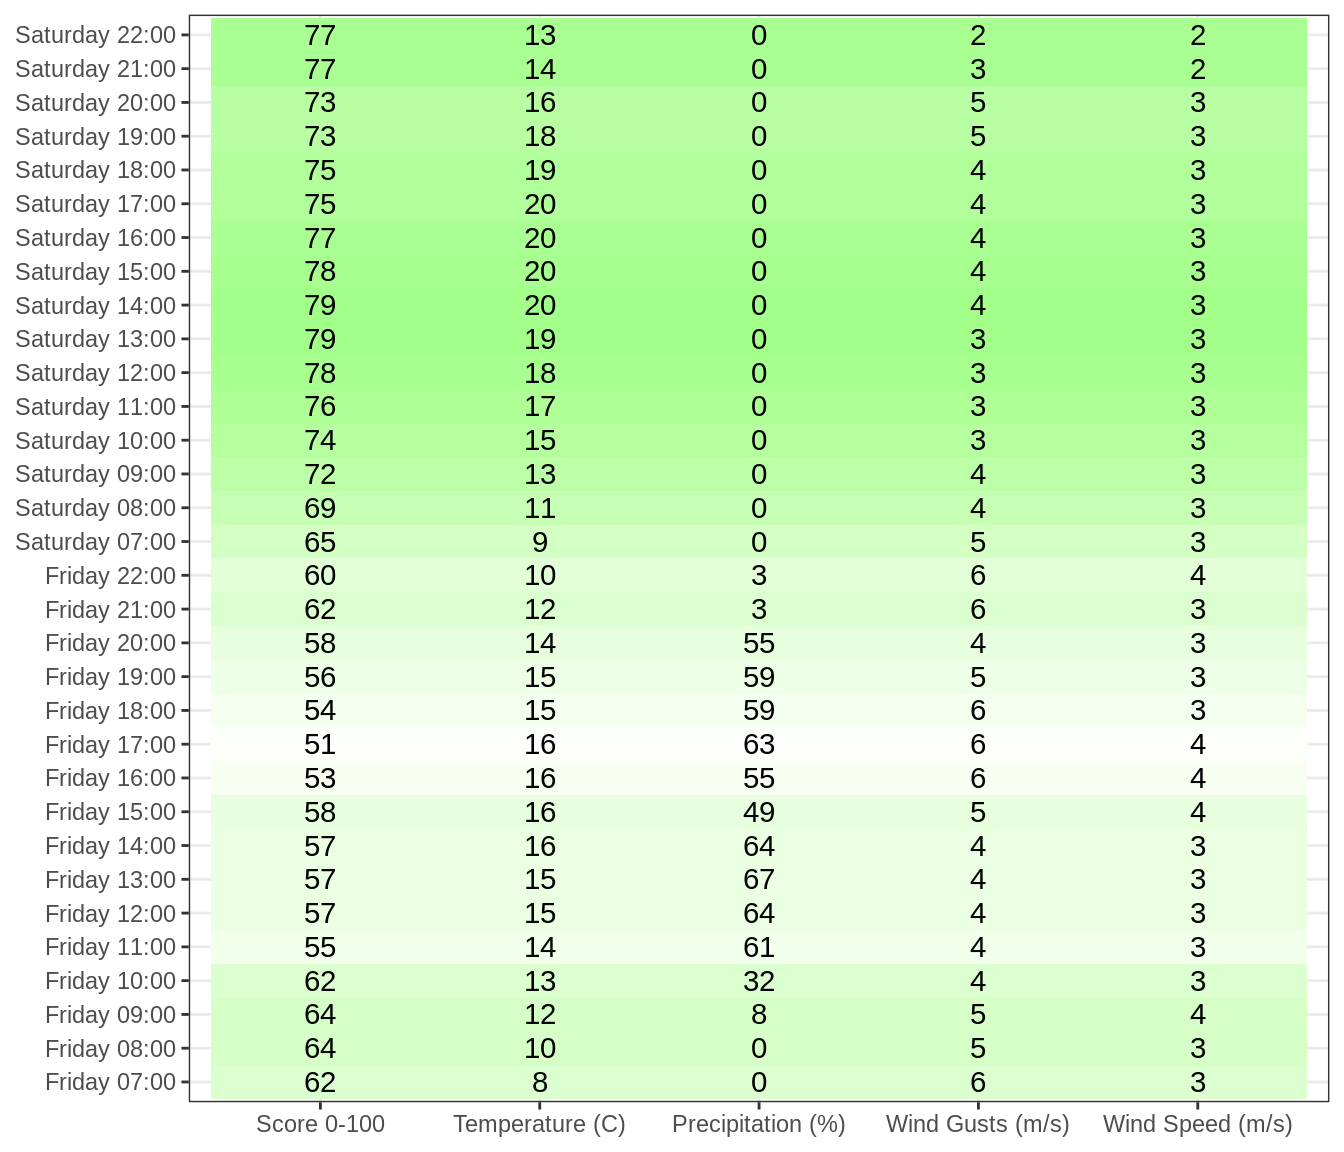 Saturday 22:00 77 13 0 2 2
Saturday 21:00 77 14 0 3 2
Saturday 20:00 73 16 0 5 3
Saturday 19:00 73 18 0 5 3
Saturday 18:00 75 19 0 4 3
Saturday 17:00 75 20 0 4 3
Saturday 16:00 77 20 0 4 3
Saturday 15:00 78 20 0 4 3
Saturday 14:00 79 20 0 4 3
Saturday 13:00 79 19 0 3 3
Saturday 12:00 78 18 0 3 3
Saturday 11:00 76 17 0 3 3
Saturday 10:00 74 15 0 3 3
Saturday 09:00 72 13 0 4 3
Saturday 08:00 69 11 0 4 3
Saturday 07:00 65 9 0 5 3
Friday 22:00 60 10 3 6 4
Friday 21:00 62 12 3 6 3
Friday 20:00 58 14 55 4 3
Friday 19:00 56 15 59 5 3
Friday 18:00 54 15 59 6 3
Friday 17:00 51 16 63 6 4
Friday 16:00 53 16 55 6 4
Friday 15:00 58 16 49 5 4
Friday 14:00 57 16 64 4 3
Friday 13:00 57 15 67 4 3
Friday 12:00 57 15 64 4 3
Friday 11:00 55 14 61 4 3
Friday 10:00 62 13 32 4 3
Friday 09:00 64 12 8 5 4
Friday 08:00 64 10 0 5 3
Friday 07:00 62 8 0 6 3
Score 0-100 Temperature (C) Precipitation (%) Wind Gusts (m/s) Wind Speed (m/s)